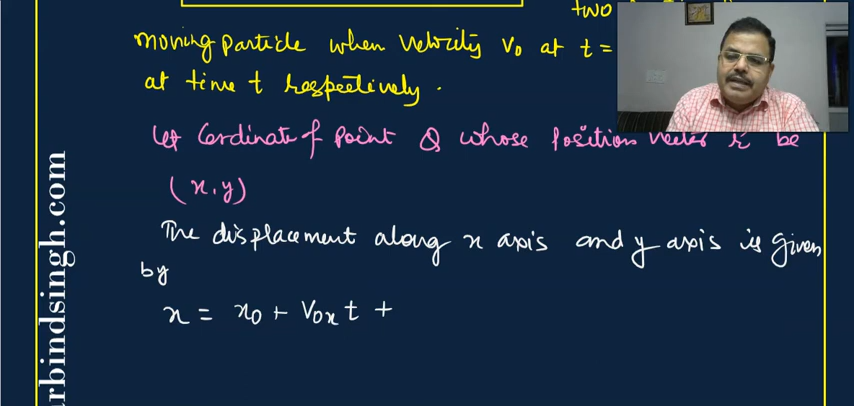 two
moving particle when velocity v₀ at t =
at time t respectively.
Let Cordinate of point Q whose position vector r be
(x, y)
The displacement along x axis and y axis is given
by
x = x₀ + v₀ₓ t +
rbindsingh.com